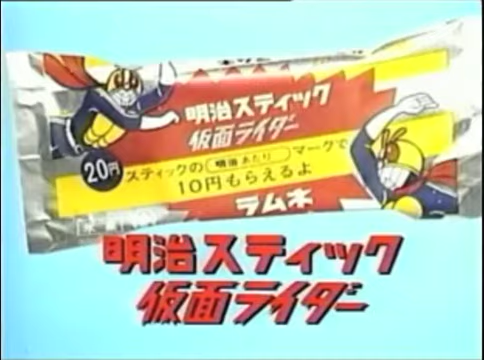 明治スティック
仮面ライダー
20円
スティックの 明治 あたり マークで
10円もらえるよ
ラムネ
明治スティック
仮面ライダー